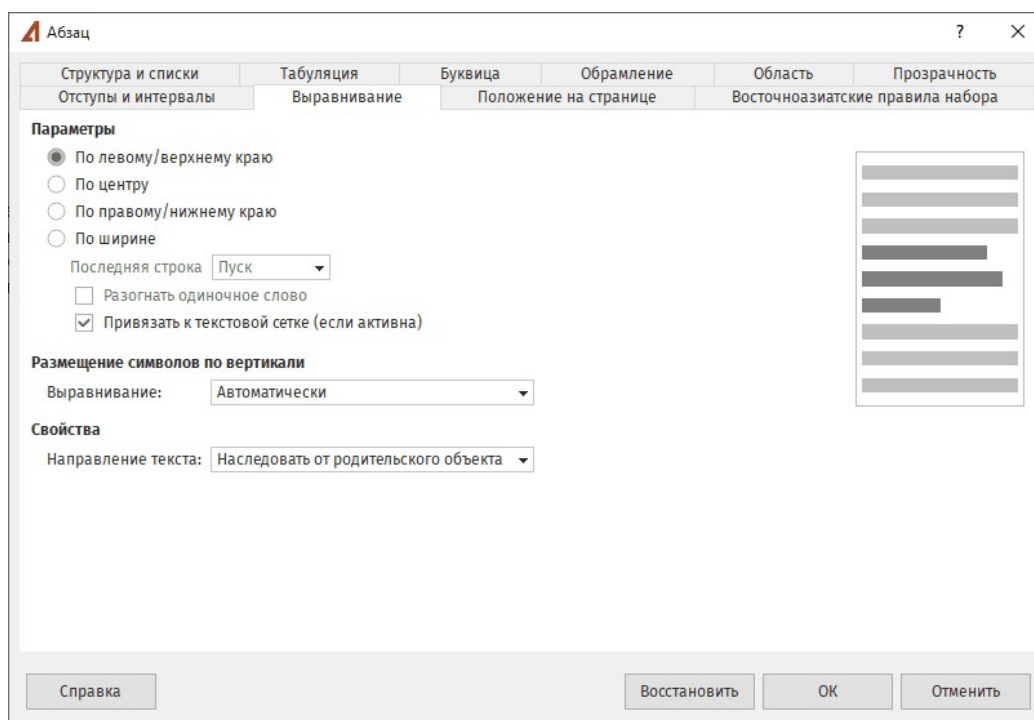 Абзац
?
Структура и списки Табуляция Буквица Обрамление Область Прозрачность
Отступы и интервалы Выравнивание Положение на странице Восточноазиатские правила набора
Параметры
По левому/верхнему краю
По центру
По правому/нижнему краю
По ширине
Последняя строка Пуск
Разогнать одиночное слово
Привязать к текстовой сетке (если активна)
Размещение символов по вертикали
Выравнивание: Автоматически
Свойства
Направление текста: Наследовать от родительского объекта
Справка Восстановить ОК Отменить